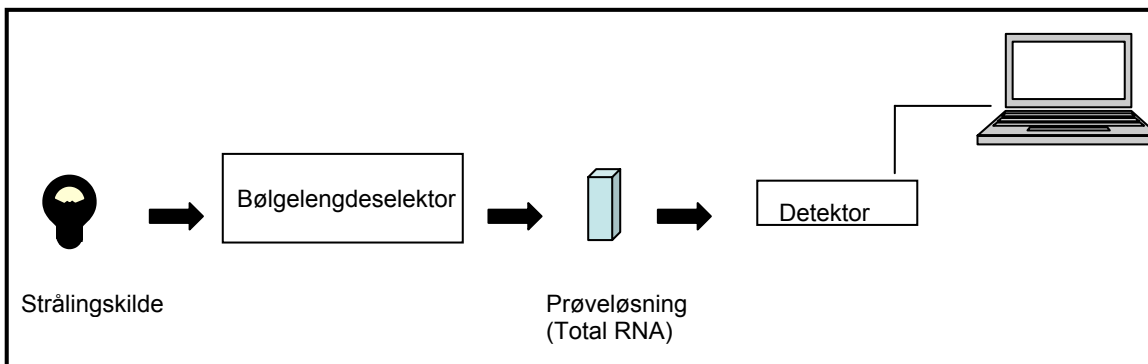 Bølgelengdeselektor
Detektor
Strålingskilde
Prøveløsning
(Total RNA)